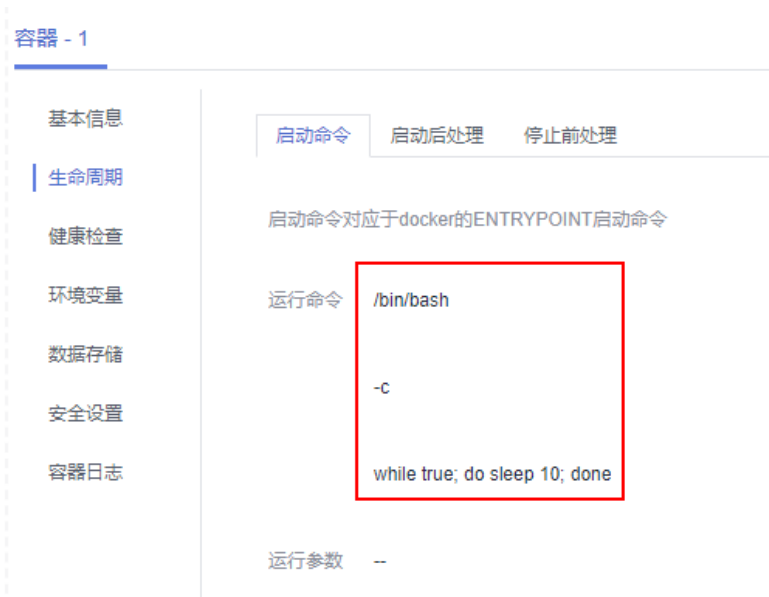 容器 - 1
基本信息
生命周期
健康检查
环境变量
数据存储
安全设置
容器日志
启动命令 启动后处理 停止前处理
启动命令对应于docker的ENTRYPOINT启动命令
运行命令 /bin/bash
-c
while true; do sleep 10; done
运行参数 --